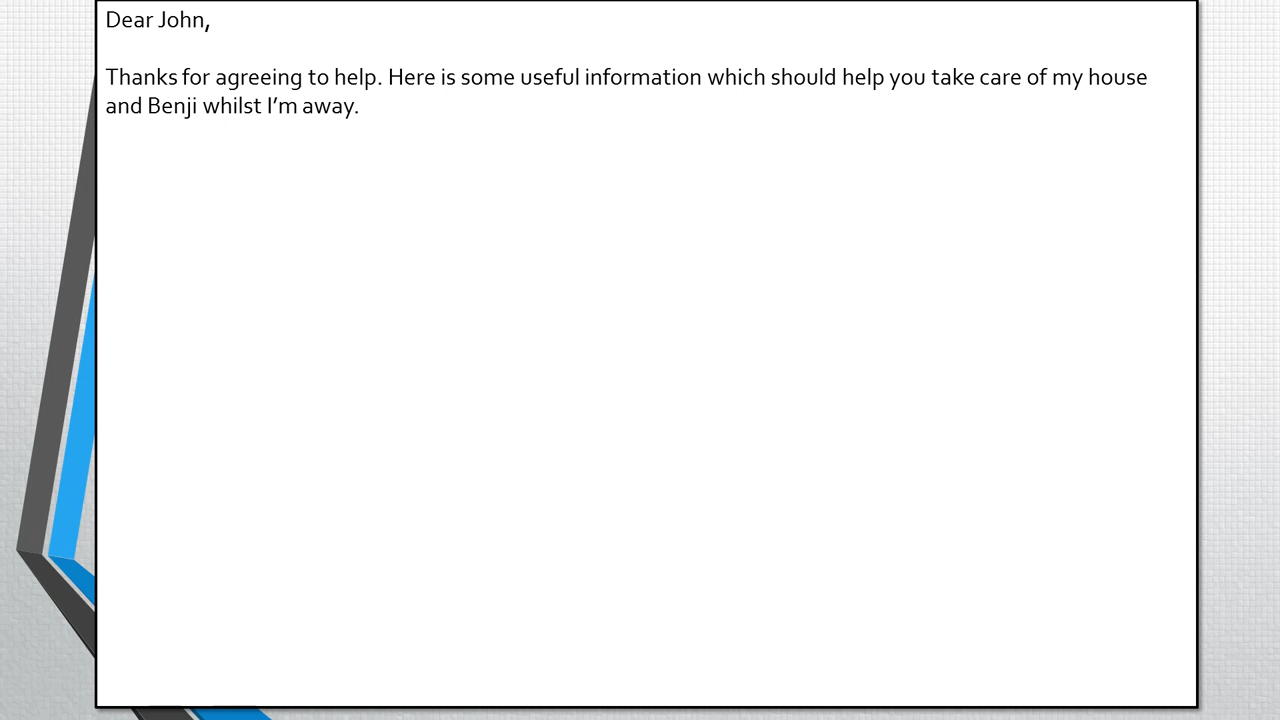 Dear John,
Thanks for agreeing to help. Here is some useful information which should help you take care of my house
and Benji whilst I’m away.